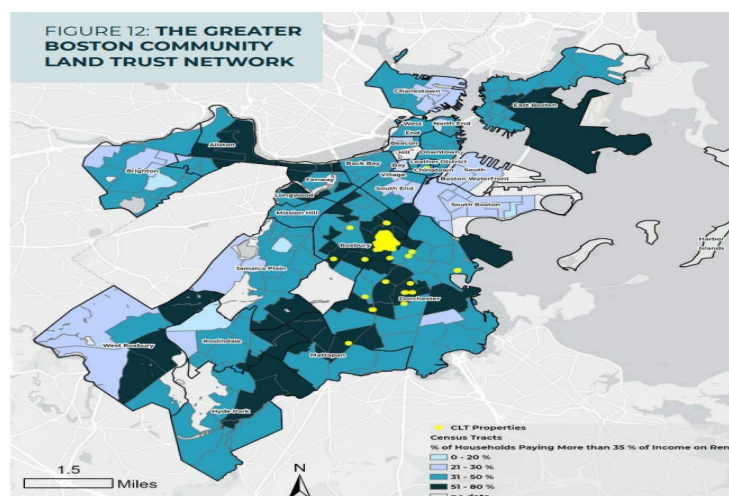 FIGURE 12: THE GREATER
BOSTON COMMUNITY
LAND TRUST NETWORK
Charlestown
East Boston
West
End
North End
Beacon
Hill
Downtown
Allston
Brighton
Back Bay
Bay
Village
Leather District
Chinatown
Fenway
Longwood
South End
South
Boston Waterfront
South Boston
Mission Hill
Roxbury
Harbor
Islands
Jamaica Plain
Dorchester
West Roxbury
Roslindale
Mattapan
Hyde Park
CLT Properties
Census Tracts
% of Households Paying More than 35 % of Income on Ren
0 - 20 %
21 - 30 %
31 - 50 %
51 - 80 %
no data
1.5
Miles
N